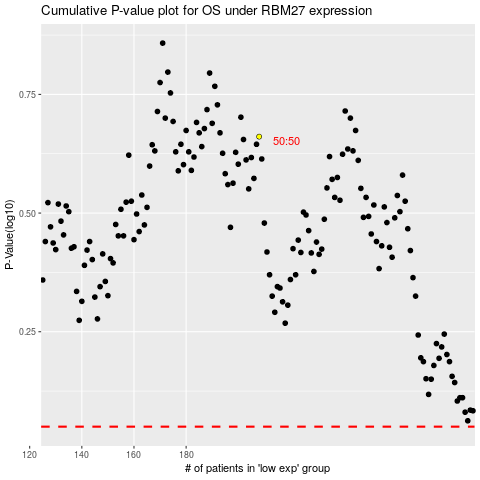 Cumulative P-value plot for OS under RBM27 expression
P-Value(log10)
0.75
0.50
0.25
50:50
120 140 160 180
# of patients in 'low exp' group